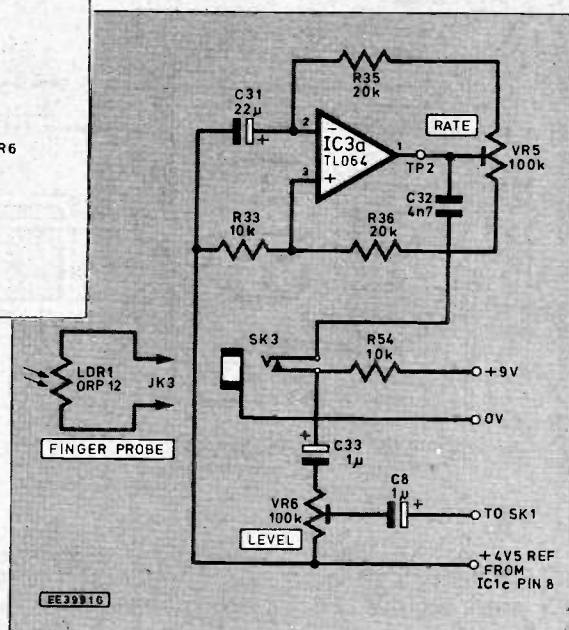 R6
C31
22µ
+
R35
20k
2
−
IC3a
TL064
3
+
1
TP2
RATE
VR5
100k
C32
4n7
R33
10k
R36
20k
SK3
R54
10k
+9V
0V
LDR1
ORP12
JK3
FINGER PROBE
+
C33
1µ
C8
1µ
+
VR6
100k
LEVEL
TO SK1
+4V5 REF
FROM
IC1c PIN 8
EE3991G